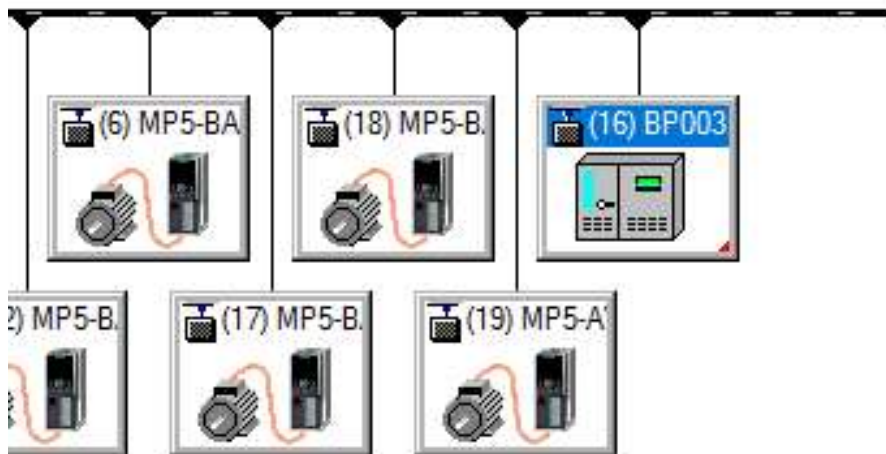 (6) MP5-BA
(18) MP5-B
(16) BP003
2) MP5-B
(17) MP5-B
(19) MP5-A